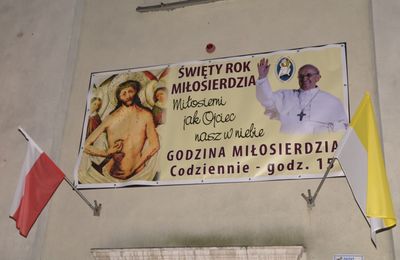 ŚWIĘTY ROK
MIŁOSIERDZIA
Miłosierni
jak Ojciec
nasz w niebie
GODZINA MIŁOSIERDZIA
Codziennie - godz. 15